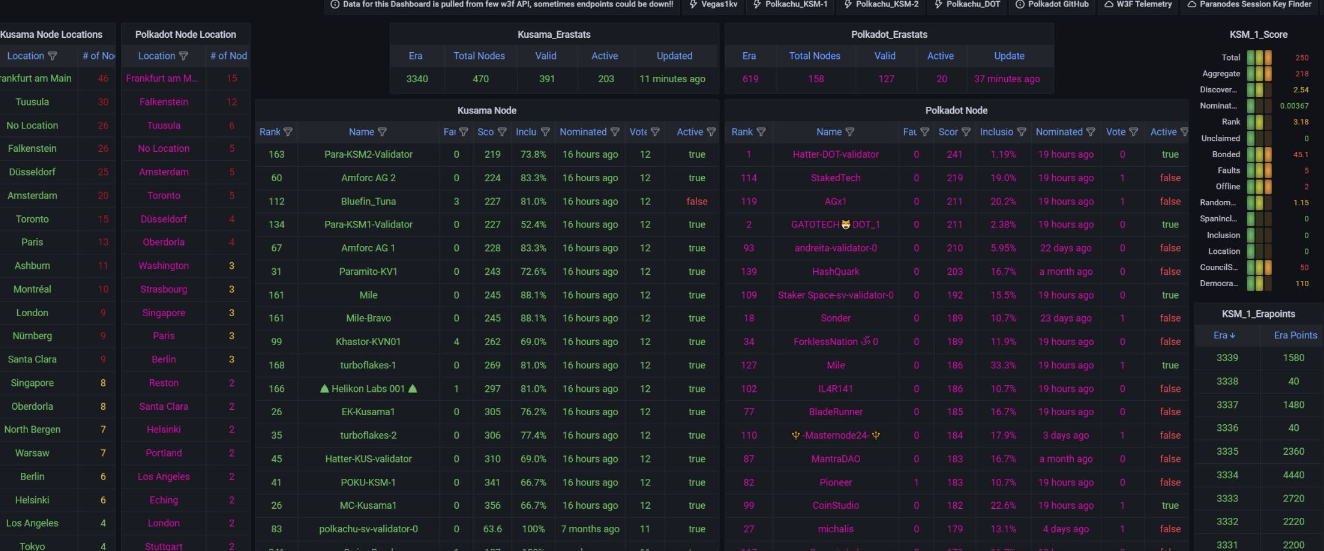 Data for this Dashboard is pulled from few w3f API, sometimes endpoints could be down!! Vegas1kv Polkachu_KSM-1 Polkachu_KSM-2 Polkachu_DOT Polkadot GitHub W3F Telemetry Paranodes Session Key Finder
Kusama Node Locations
Location # of No
rankfurt am Main 46
Tuusula 30
No Location 26
Falkenstein 26
Düsseldorf 25
Amsterdam 20
Toronto 15
Paris 13
Ashburn 11
Montréal 10
London 9
Nürnberg 9
Santa Clara 9
Singapore 8
Oberdorla 8
North Bergen 7
Warsaw 7
Berlin 6
Helsinki 6
Los Angeles 4
Tokyo 4
Polkadot Node Location
Location # of Nod
Frankfurt am M... 15
Falkenstein 12
Tuusula 6
No Location 5
Amsterdam 5
Toronto 5
Düsseldorf 4
Oberdorla 4
Washington 3
Strasbourg 3
Singapore 3
Paris 3
Berlin 3
Reston 2
Santa Clara 2
Helsinki 2
Portland 2
Los Angeles 2
Eching 2
London 2
Stuttgart 2
Kusama_Erastats
Era Total Nodes Valid Active Updated
3340 470 391 203 11 minutes ago
Polkadot_Erastats
Era Total Nodes Valid Active Update
619 158 127 20 37 minutes ago
Kusama Node
Rank Name Fau Sco Inclu Nominated Vote Active
163 Para-KSM2-Validator 0 219 73.8% 16 hours ago 12 true
60 Amforc AG 2 0 224 83.3% 16 hours ago 12 true
112 Bluefin_Tuna 3 227 81.0% 16 hours ago 12 false
134 Para-KSM1-Validator 0 227 52.4% 16 hours ago 12 true
67 Amforc AG 1 0 228 83.3% 16 hours ago 12 true
31 Paramito-KV1 0 243 72.6% 16 hours ago 12 true
161 Mile 0 245 88.1% 16 hours ago 12 true
161 Mile-Bravo 0 245 88.1% 16 hours ago 12 true
99 Khastor-KVN01 4 262 69.0% 16 hours ago 12 true
168 turboflakes-1 0 269 81.0% 16 hours ago 12 true
166 Helikon Labs 001 1 297 81.0% 16 hours ago 12 true
26 EK-Kusama1 0 305 76.2% 16 hours ago 12 true
35 turboflakes-2 0 306 77.4% 16 hours ago 12 true
45 Hatter-KUS-validator 0 310 69.0% 16 hours ago 12 true
41 POKU-KSM-1 0 341 66.7% 16 hours ago 12 true
26 MC-Kusama1 0 356 66.7% 16 hours ago 12 true
83 polkachu-sv-validator-0 0 63.6 100% 7 months ago 11 true
Polkadot Node
Rank Name Fau Scor Inclusio Nominated Vote Active
1 Hatter-DOT-validator 0 241 1.19% 19 hours ago 0 true
114 StakedTech 0 219 19.0% 19 hours ago 1 false
119 AGx1 0 211 20.2% 19 hours ago 1 false
2 GATOTECH🐱DOT_1 0 211 2.38% 19 hours ago 0 true
93 andreita-validator-0 0 210 5.95% 22 days ago 0 false
139 HashQuark 0 203 16.7% a month ago 0 false
109 Staker Space-sv-validator-0 0 192 15.5% 19 hours ago 0 true
18 Sonder 0 189 10.7% 23 days ago 1 false
34 ForklessNation ॐ 0 0 189 11.9% 19 hours ago 0 false
127 Mile 0 186 33.3% 19 hours ago 1 true
102 IL4R141 0 186 10.7% 19 hours ago 0 false
77 BladeRunner 0 185 16.7% 19 hours ago 0 false
110 🔱-Masternode24-🔱 0 184 17.9% 3 days ago 1 false
87 MantraDAO 0 183 16.7% a month ago 0 false
82 Pioneer 1 183 10.7% 19 hours ago 0 false
99 CoinStudio 0 182 22.6% 19 hours ago 1 true
27 michalis 0 179 13.1% 4 days ago 1 false
KSM_1_Score
Total 250
Aggregate 218
Discover... 2.54
Nominat... 0.00367
Rank 3.18
Unclaimed 0
Bonded 45.1
Faults 5
Offline 2
Random... 1.15
SpanIncl... 0
Inclusion 0
Location 0
CouncilS... 50
Democra... 110
KSM_1_Erapoints
Era ↓ Era Points
3339 1580
3338 40
3337 1480
3336 40
3335 2360
3334 4440
3333 2720
3332 2220
3331 2200